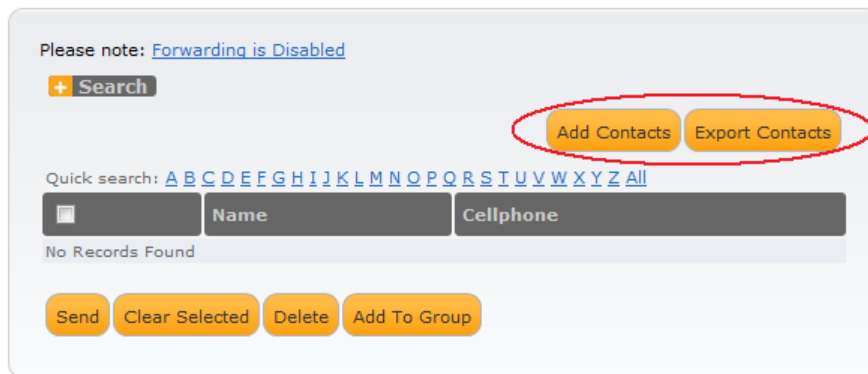 Please note: Forwarding is Disabled
+ Search
Add Contacts Export Contacts
Quick search: A B C D E F G H I J K L M N O P Q R S T U V W X Y Z All
Name Cellphone
No Records Found
Send Clear Selected Delete Add To Group